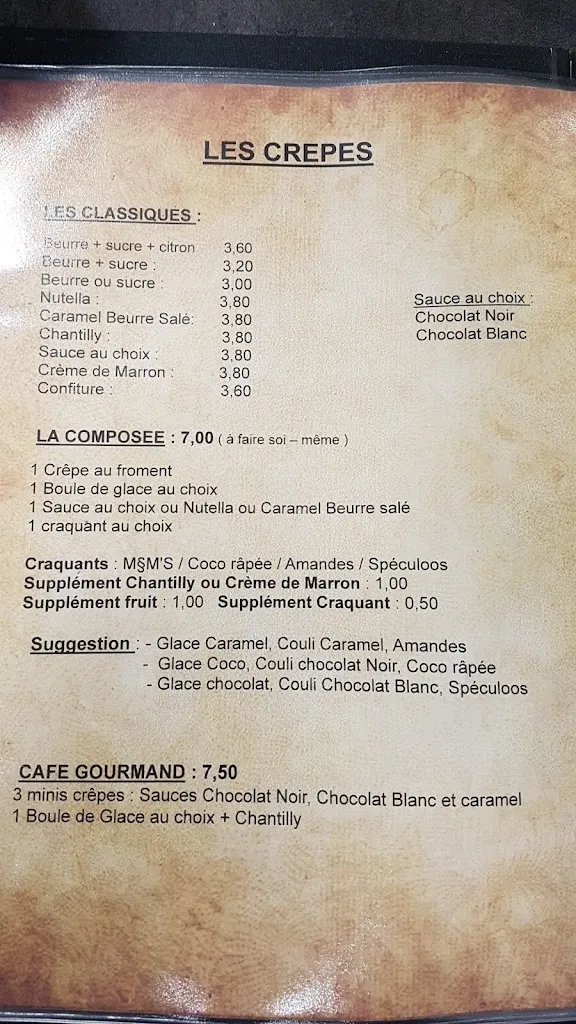 LES CREPES
LES CLASSIQUES :
Beurre + sucre + citron 3,60
Beurre + sucre : 3,20
Beurre ou sucre : 3,00
Nutella : 3,80
Caramel Beurre Salé: 3,80
Chantilly : 3,80
Sauce au choix : 3,80
Crème de Marron : 3,80
Confiture : 3,60
Sauce au choix :
Chocolat Noir
Chocolat Blanc
LA COMPOSEE : 7,00 ( à faire soi – même )
1 Crêpe au froment
1 Boule de glace au choix
1 Sauce au choix ou Nutella ou Caramel Beurre salé
1 craquant au choix
Craquants : M§M'S / Coco râpée / Amandes / Spéculoos
Supplément Chantilly ou Crème de Marron : 1,00
Supplément fruit : 1,00 Supplément Craquant : 0,50
Suggestion : - Glace Caramel, Couli Caramel, Amandes
- Glace Coco, Couli chocolat Noir, Coco râpée
- Glace chocolat, Couli Chocolat Blanc, Spéculoos
CAFE GOURMAND : 7,50
3 minis crêpes : Sauces Chocolat Noir, Chocolat Blanc et caramel
1 Boule de Glace au choix + Chantilly